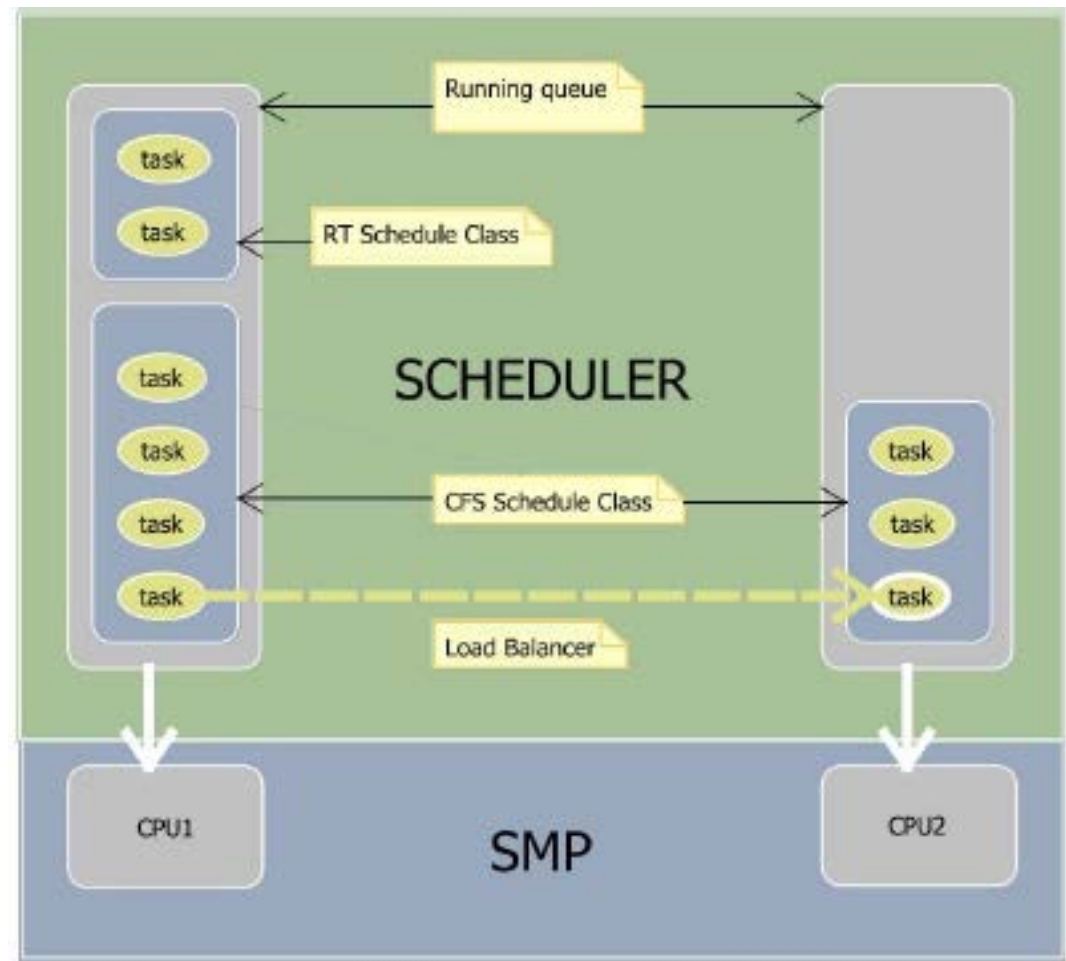 Running queue
task
task
RT Schedule Class
SCHEDULER
task
task
task
task
CFS Schedule Class
task
task
task
Load Balancer
CPU1
SMP
CPU2